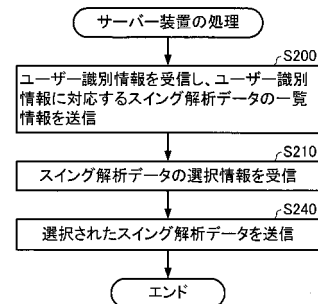 サーバー装置の処理
S200
ユーザー識別情報を受信し、ユーザー識別
情報に対応するスイング解析データの一覧
情報を送信
S210
スイング解析データの選択情報を受信
S240
選択されたスイング解析データを送信
エンド